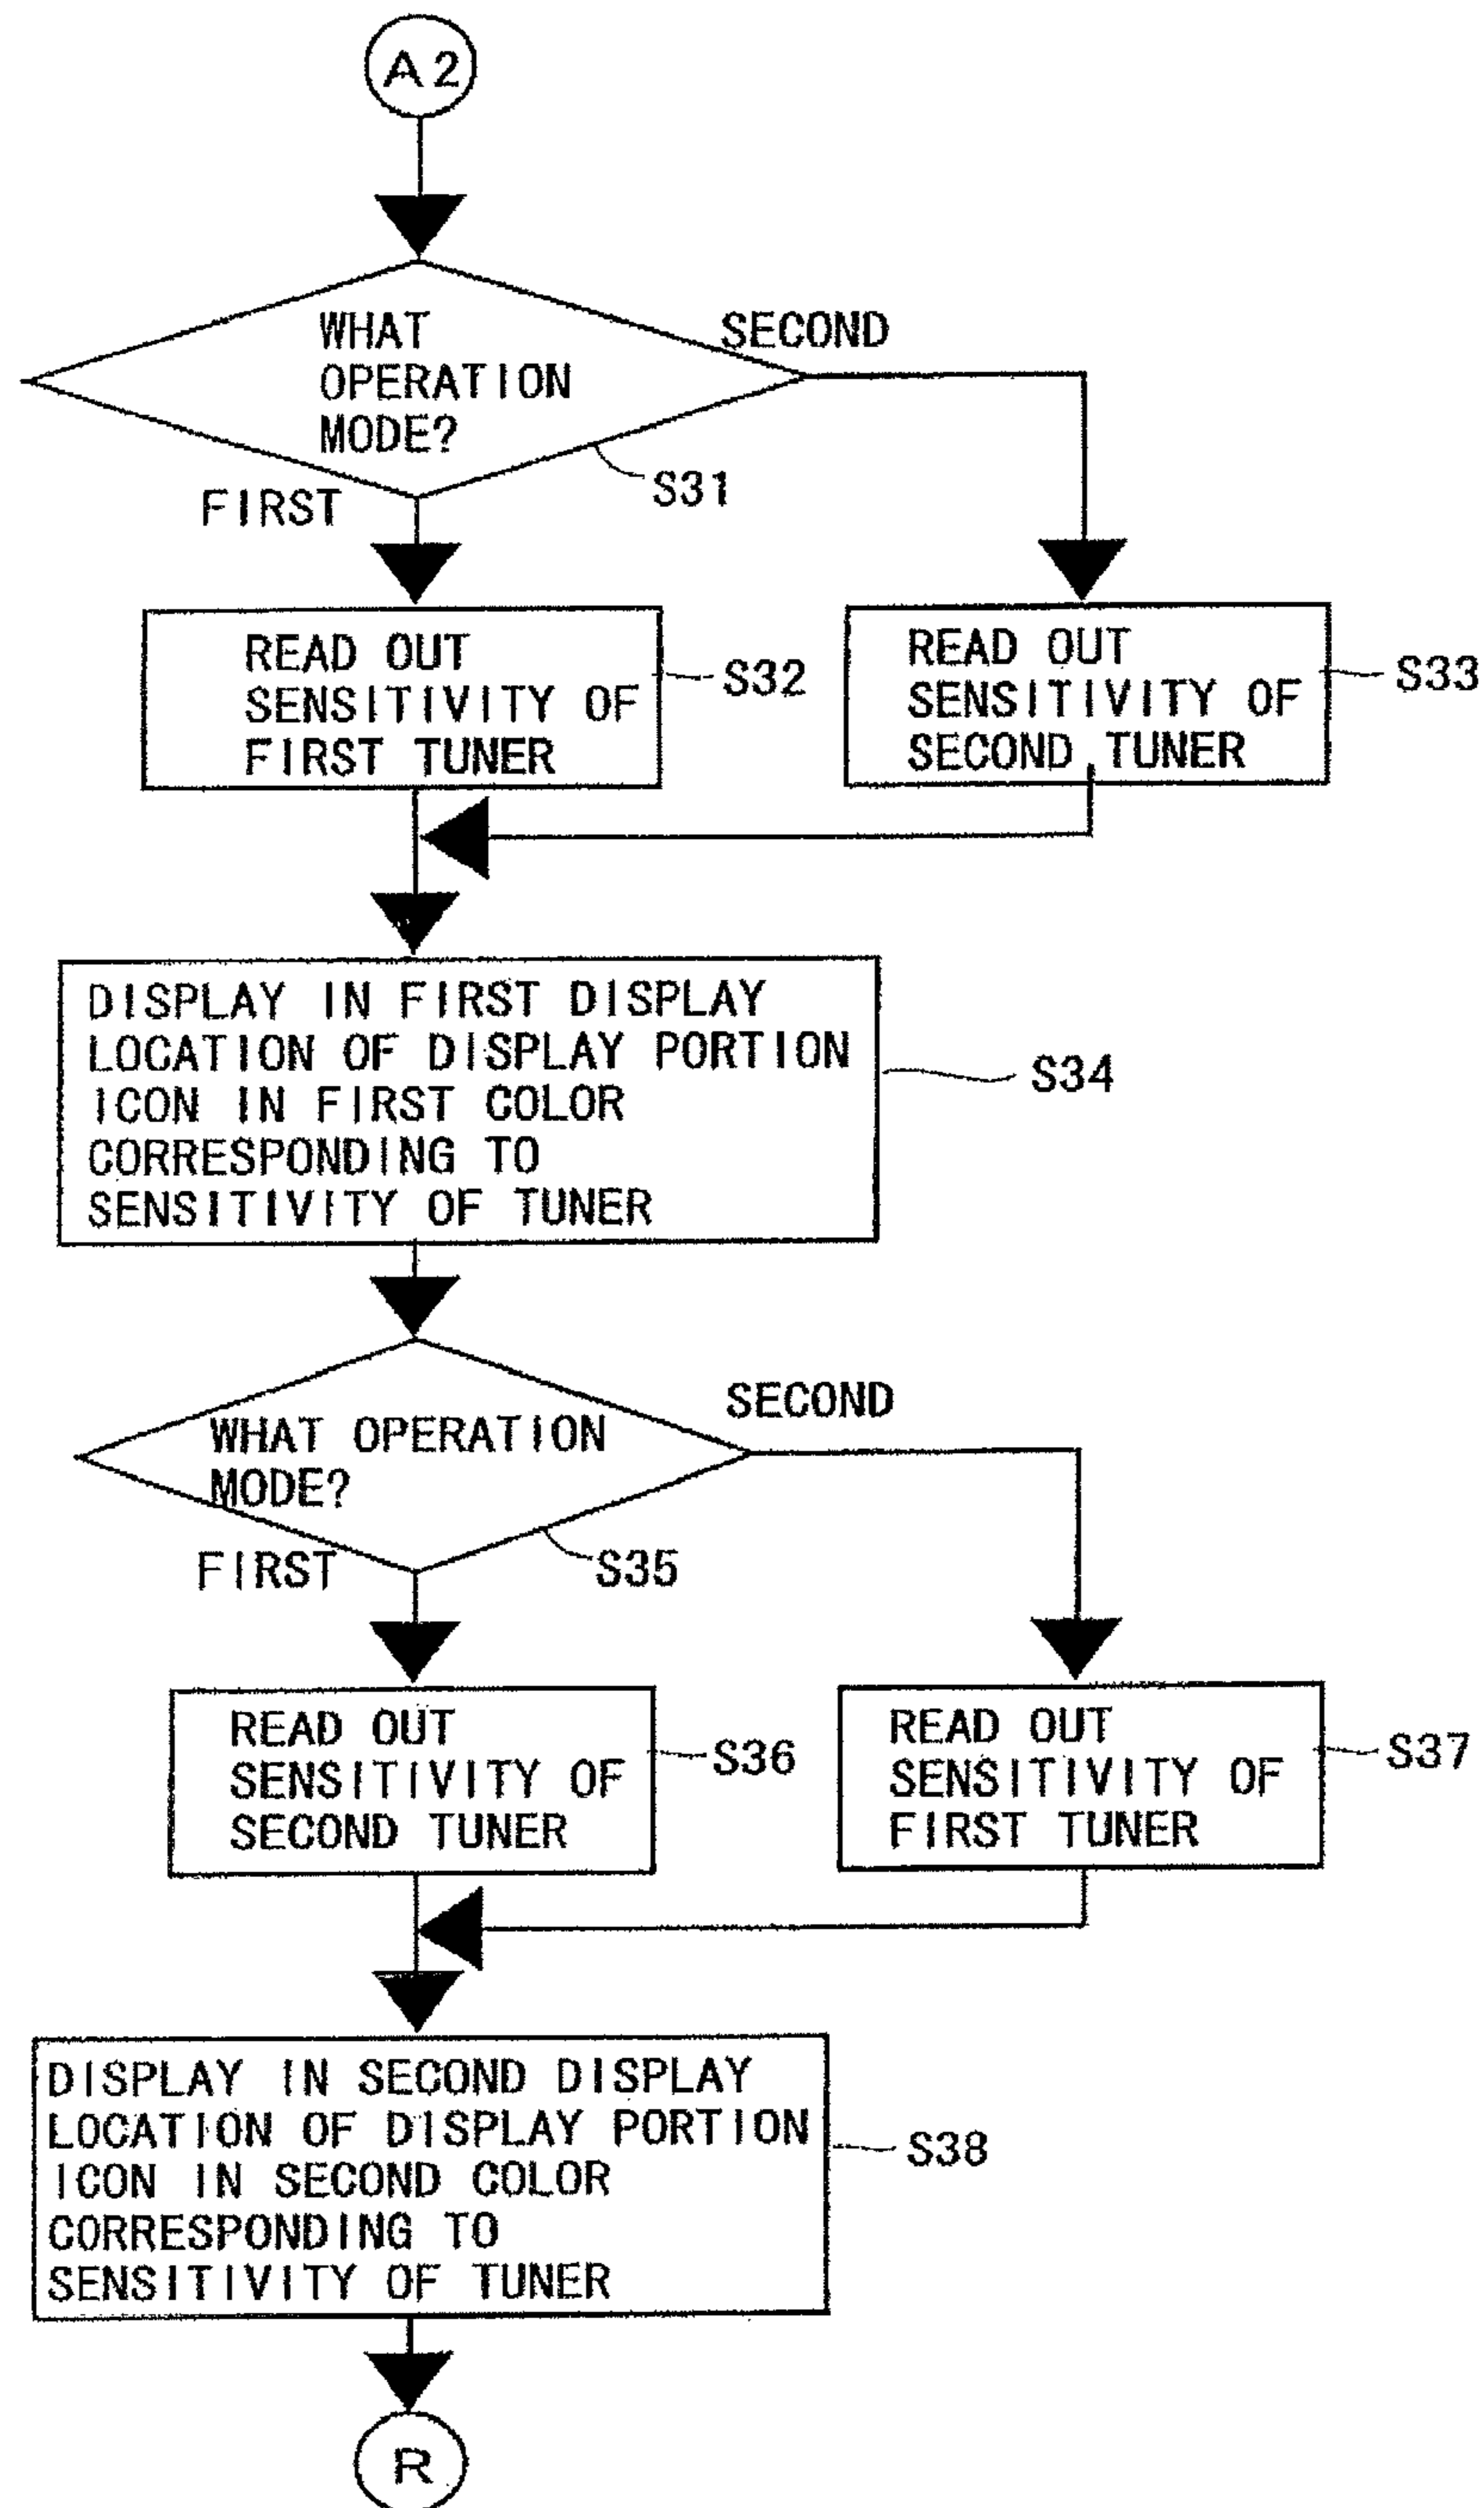 A2
WHAT
OPERATION
MODE?
SECOND
FIRST
S31
READ OUT
SENSITIVITY OF
FIRST TUNER
S32
READ OUT
SENSITIVITY OF
SECOND TUNER
S33
DISPLAY IN FIRST DISPLAY
LOCATION OF DISPLAY PORTION
ICON IN FIRST COLOR
CORRESPONDING TO
SENSITIVITY OF TUNER
S34
WHAT OPERATION
MODE?
SECOND
FIRST
S35
READ OUT
SENSITIVITY OF
SECOND TUNER
S36
READ OUT
SENSITIVITY OF
FIRST TUNER
S37
DISPLAY IN SECOND DISPLAY
LOCATION OF DISPLAY PORTION
ICON IN SECOND COLOR
CORRESPONDING TO
SENSITIVITY OF TUNER
S38
R